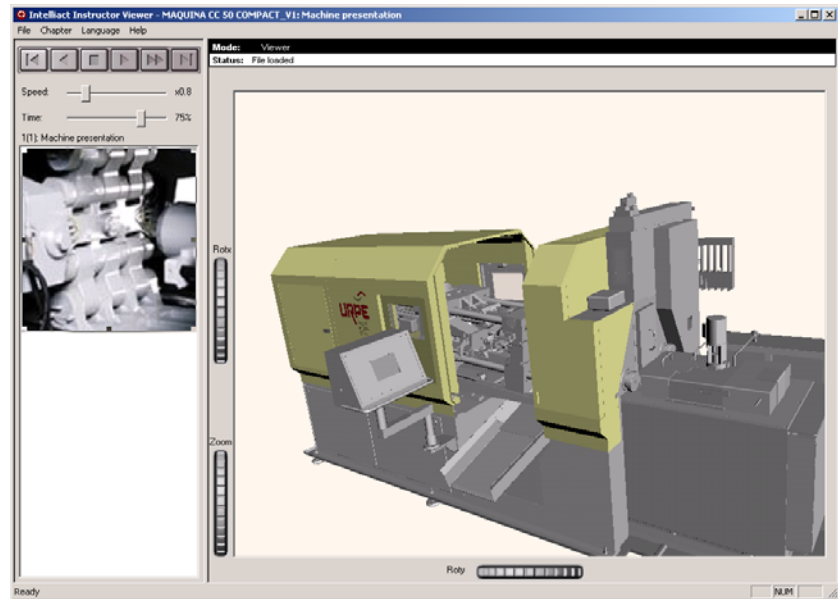 Intelliact Instructor Viewer - MAQUINA CC 50 COMPACT_V1: Machine presentation
File Chapter Language Help
Mode: Viewer
Status: File loaded
Speed: x0.8
Time: 75%
1(1): Machine presentation
Rotx
URPE
Zoom
Roty
Ready
NUM